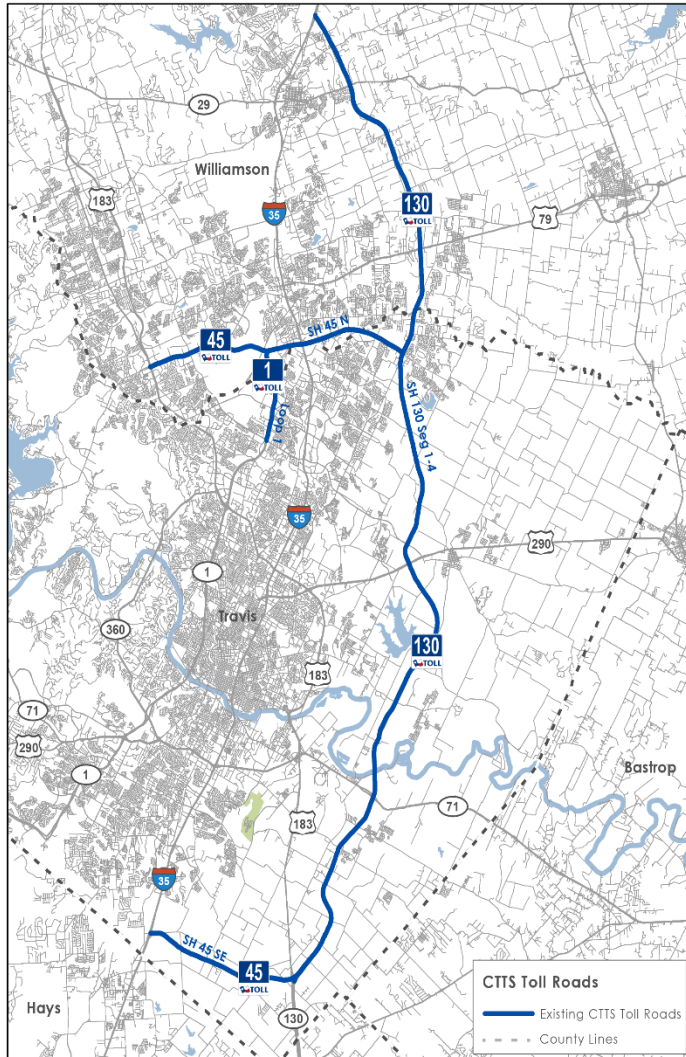 29
Williamson
183
130
TOLL
35
79
SH 45 N
45
TOLL
1
TOLL
Loop 1
SH 130 Seg 1-4
35
290
1
Travis
360
130
TOLL
183
71
290
Bastrop
1
71
183
35
SH 45 SE
45
TOLL
Hays
130
CTTS Toll Roads
Existing CTTS Toll Roads
County Lines